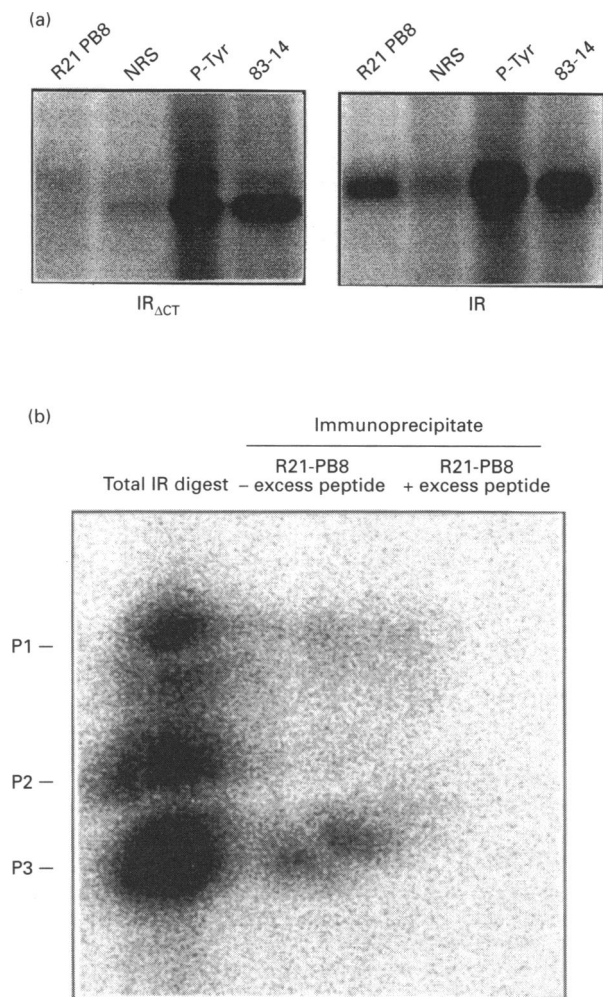 (a)
R21 PB8 NRS P-Tyr 83-14 R21 PB8 NRS P-Tyr 83-14
IRΔCT IR
(b)
Immunoprecipitate
R21-PB8 R21-PB8
Total IR digest – excess peptide + excess peptide
P1 –
P2 –
P3 –